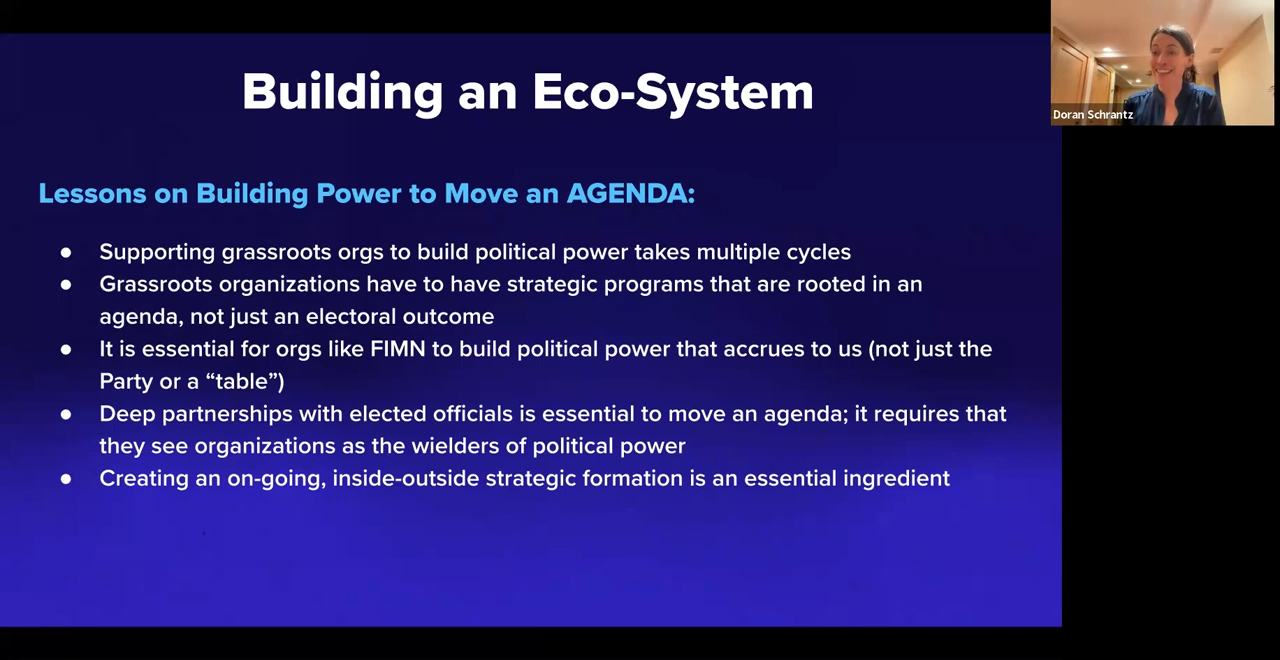 Building an Eco-System
Doran Schrantz
Lessons on Building Power to Move an AGENDA:
● Supporting grassroots orgs to build political power takes multiple cycles
● Grassroots organizations have to have strategic programs that are rooted in an
agenda, not just an electoral outcome
● It is essential for orgs like FIMN to build political power that accrues to us (not just the
Party or a “table”)
● Deep partnerships with elected officials is essential to move an agenda; it requires that
they see organizations as the wielders of political power
● Creating an on-going, inside-outside strategic formation is an essential ingredient